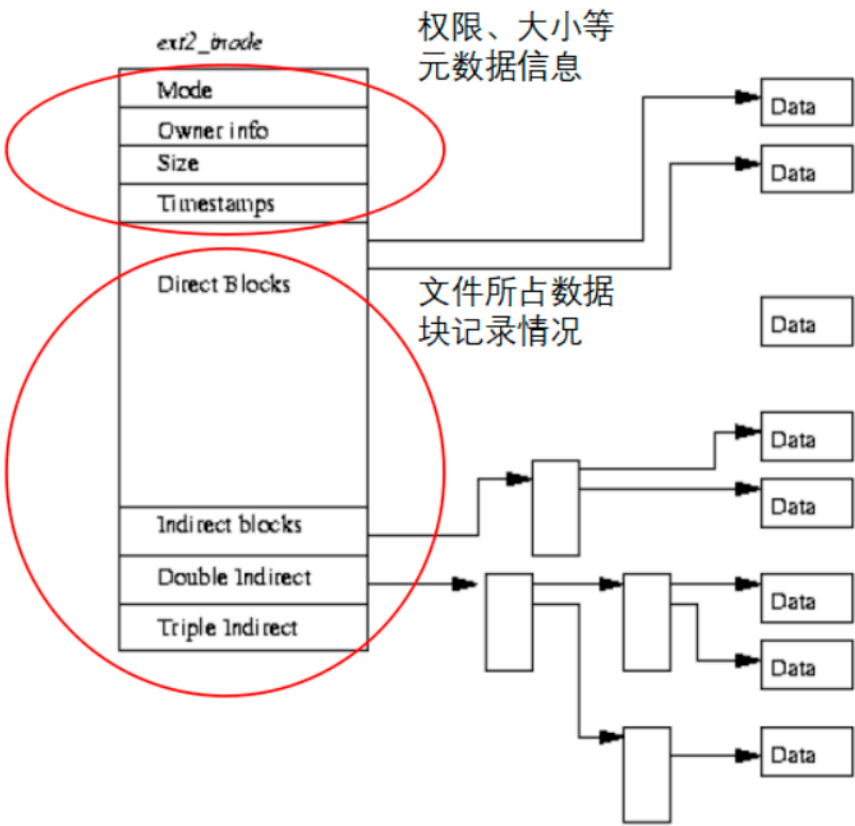 ext2_inode
权限、大小等
元数据信息
Mode
Owner info
Size
Timestamps
Direct Blocks
文件所占数据
块记录情况
Indirect blocks
Double Indirect
Triple Indirect
Data
Data
Data
Data
Data
Data
Data
Data